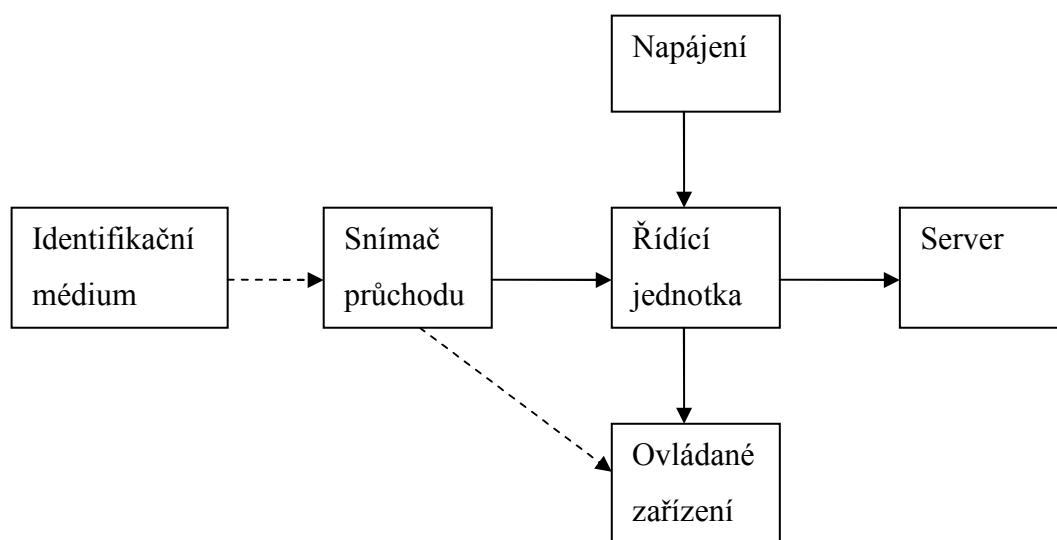 Napájení
Identifikační
médium
Snímač
průchodu
Řídící
jednotka
Server
Ovládané
zařízení